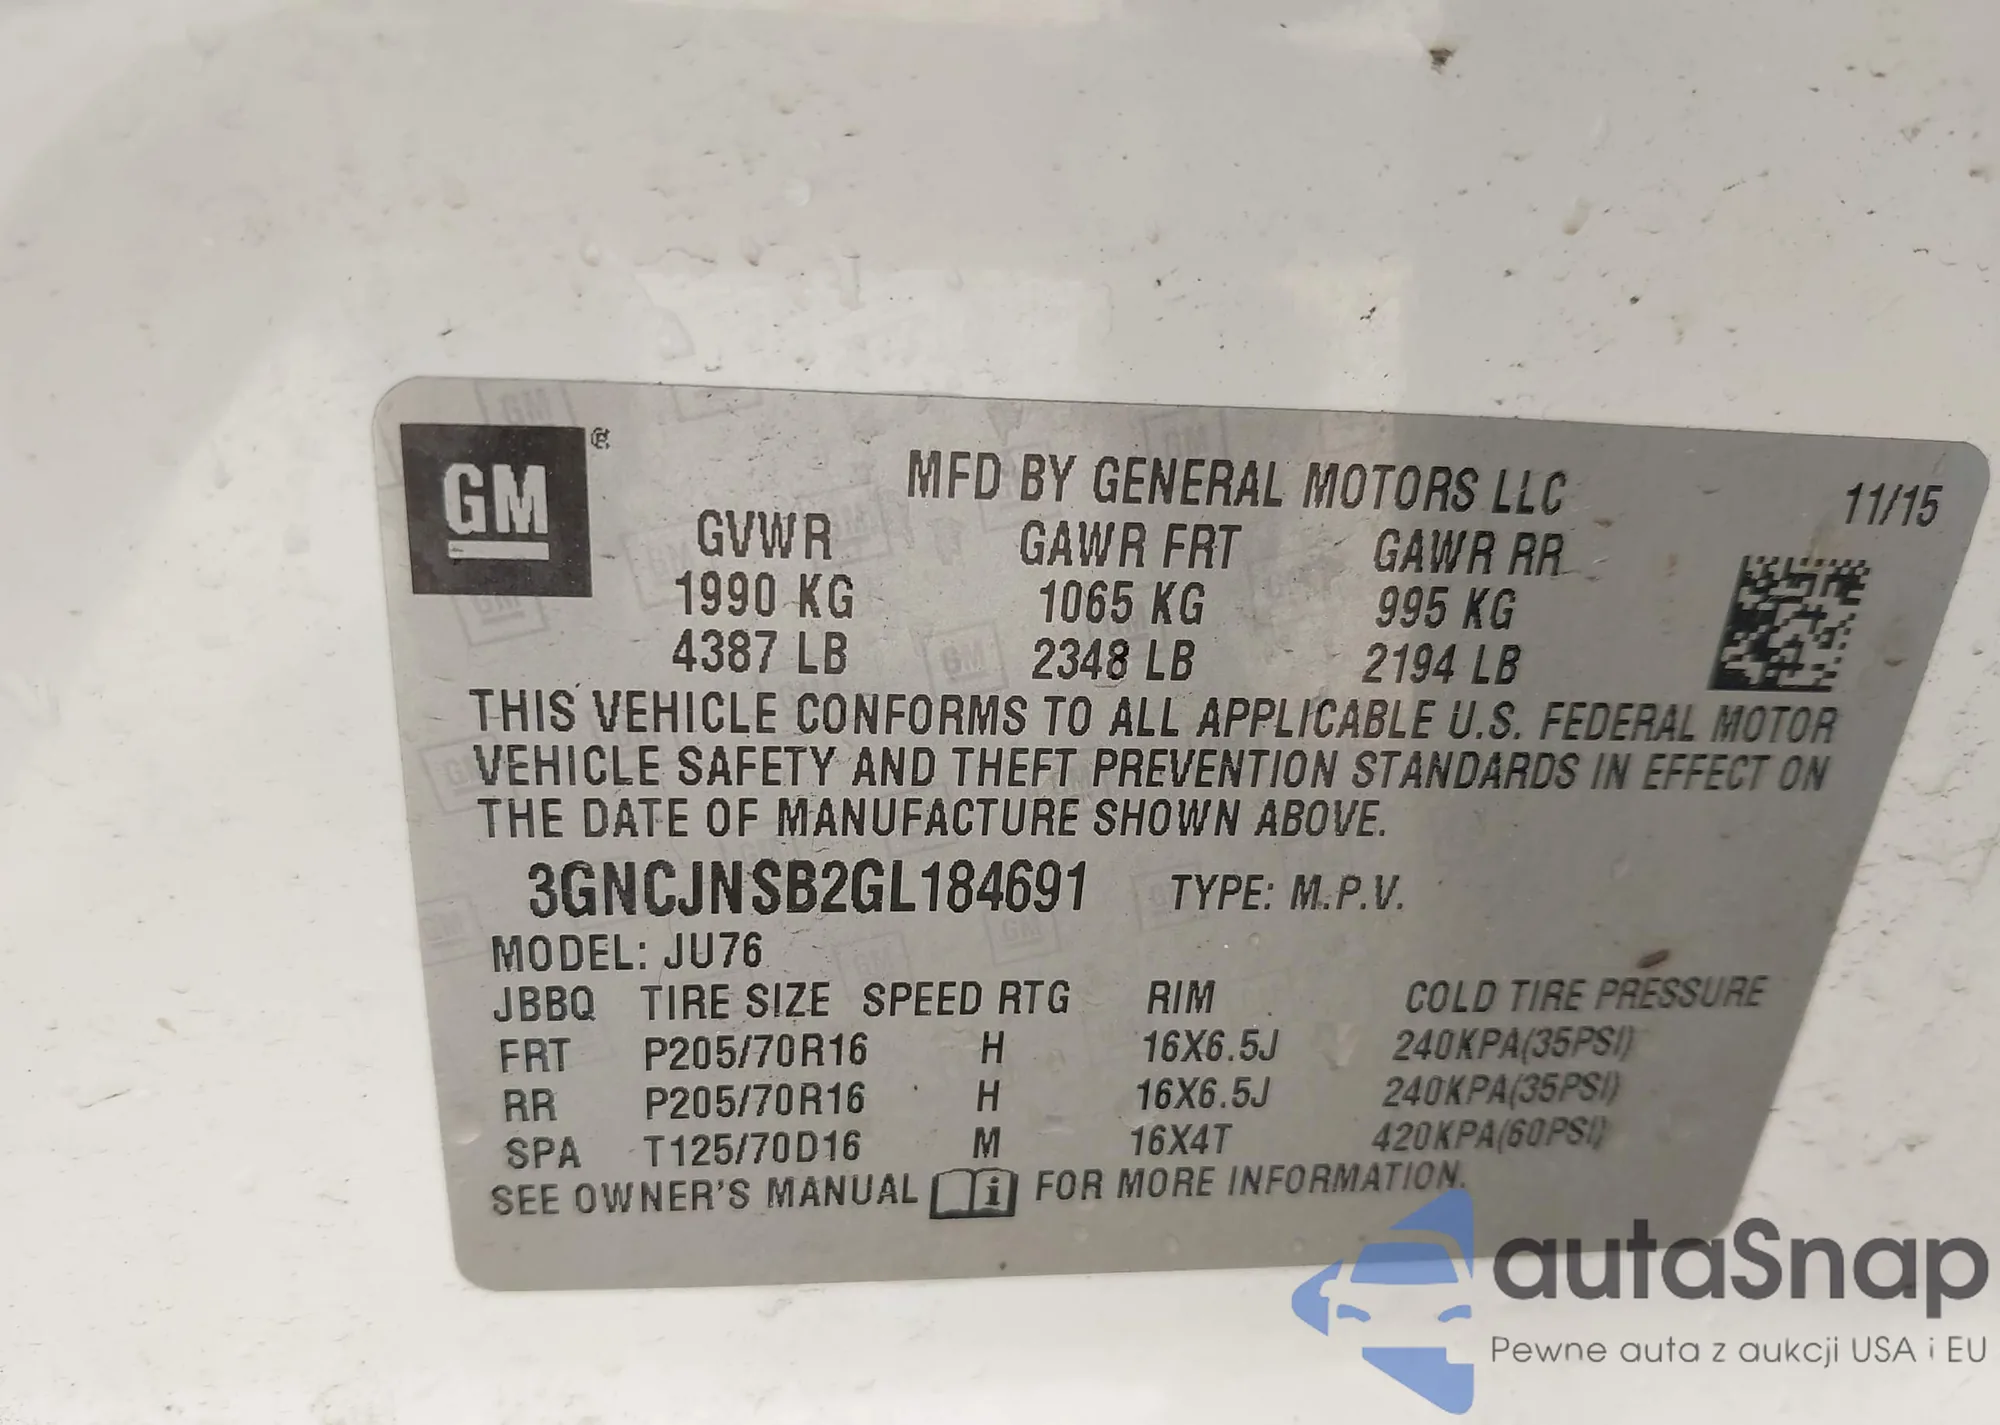 GM ®
MFD BY GENERAL MOTORS LLC 11/15
GVWR GAWR FRT GAWR RR
1990 KG 1065 KG 995 KG
4387 LB 2348 LB 2194 LB
THIS VEHICLE CONFORMS TO ALL APPLICABLE U.S. FEDERAL MOTOR
VEHICLE SAFETY AND THEFT PREVENTION STANDARDS IN EFFECT ON
THE DATE OF MANUFACTURE SHOWN ABOVE.
3GNCJNSB2GL184691 TYPE: M.P.V.
MODEL: JU76
JBBQ TIRE SIZE SPEED RTG RIM COLD TIRE PRESSURE
FRT P205/70R16 H 16X6.5J 240KPA(35PSI)
RR P205/70R16 H 16X6.5J 240KPA(35PSI)
SPA T125/70D16 M 16X4T 420KPA(60PSI)
SEE OWNER'S MANUAL i FOR MORE INFORMATION.
autaSnap
Pewne auta z aukcji USA i EU